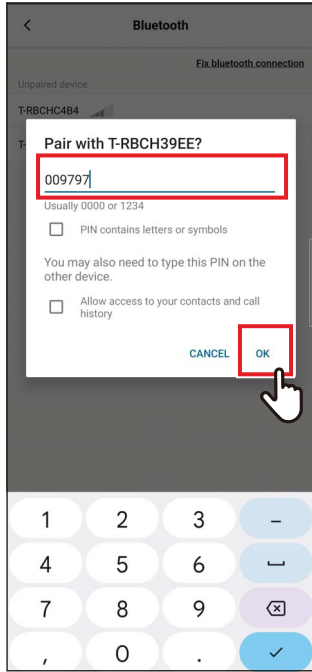 Bluetooth
Fix bluetooth connection
Unpaired device
T-RBCHC4B4
T-
Pair with T-RBCH39EE?
009797
Usually 0000 or 1234
PIN contains letters or symbols
You may also need to type this PIN on the
other device.
Allow access to your contacts and call
history
CANCEL OK
1 2 3 –
4 5 6
7 8 9
, 0 .